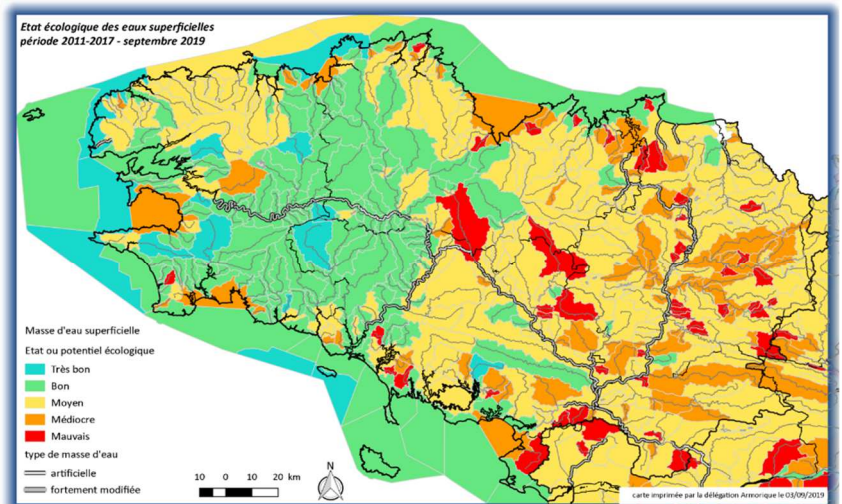 Etat écologique des eaux superficielles
période 2011-2017 - septembre 2019
Masse d'eau superficielle
Etat ou potentiel écologique
Très bon
Bon
Moyen
Médiocre
Mauvais
type de masse d'eau
artificielle
fortement modifiée
10 0 10 20 km
N
carte imprimée par la délégation Armorique le 03/09/2019